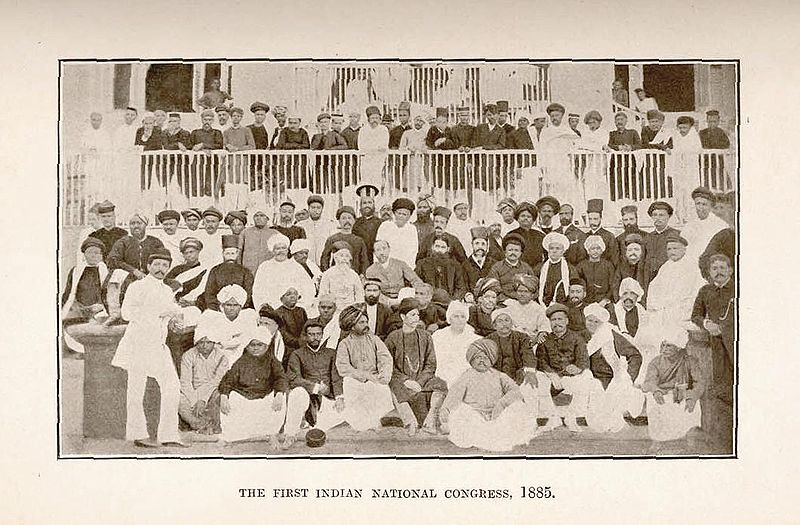 THE FIRST INDIAN NATIONAL CONGRESS, 1885.